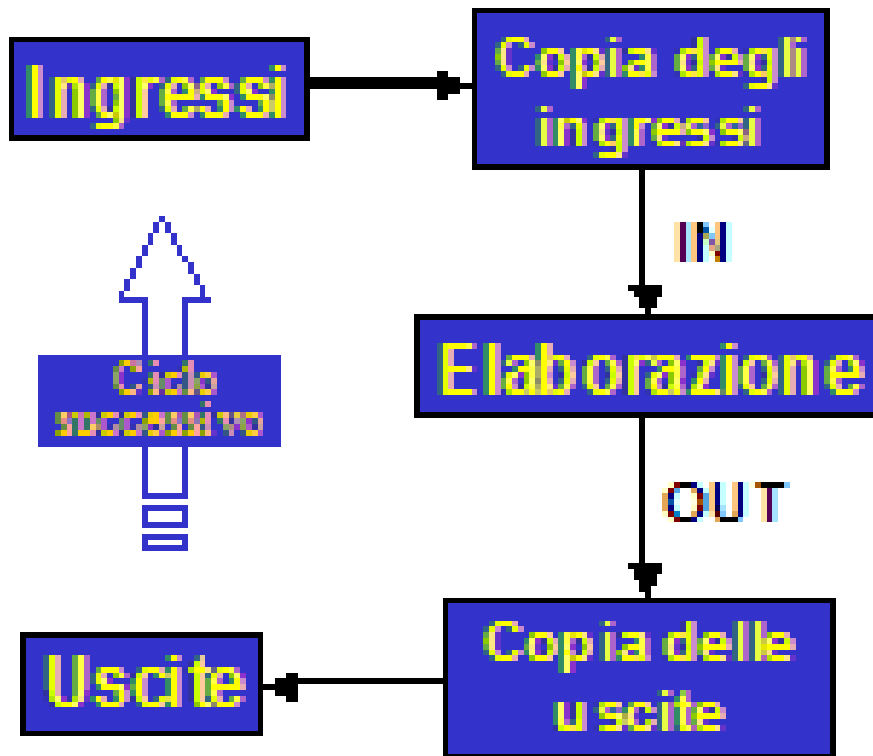 Ingressi
Copia degli
ingressi
IN
Elaborazione
Ciclo
successivo
OUT
Copia delle
uscite
Uscite